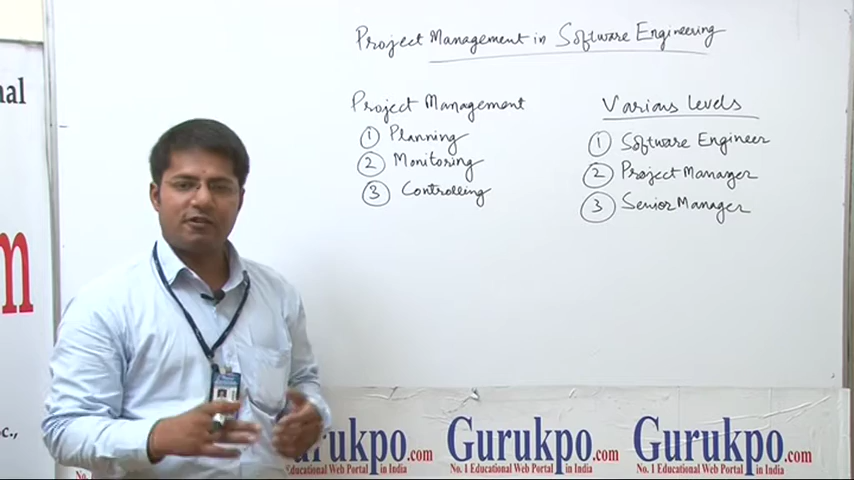 Project Management in Software Engineering
Project Management
① Planning
② Monitoring
③ Controlling
Various Levels
① Software Engineer
② Project Manager
③ Senior Manager
nal
m
c.,
Gurukpo.com
Educational Web Portal in India
Gurukpo.com
No. 1 Educational Web Portal in India
Gurukpo.com
No. 1 Educational Web Portal in India
No.